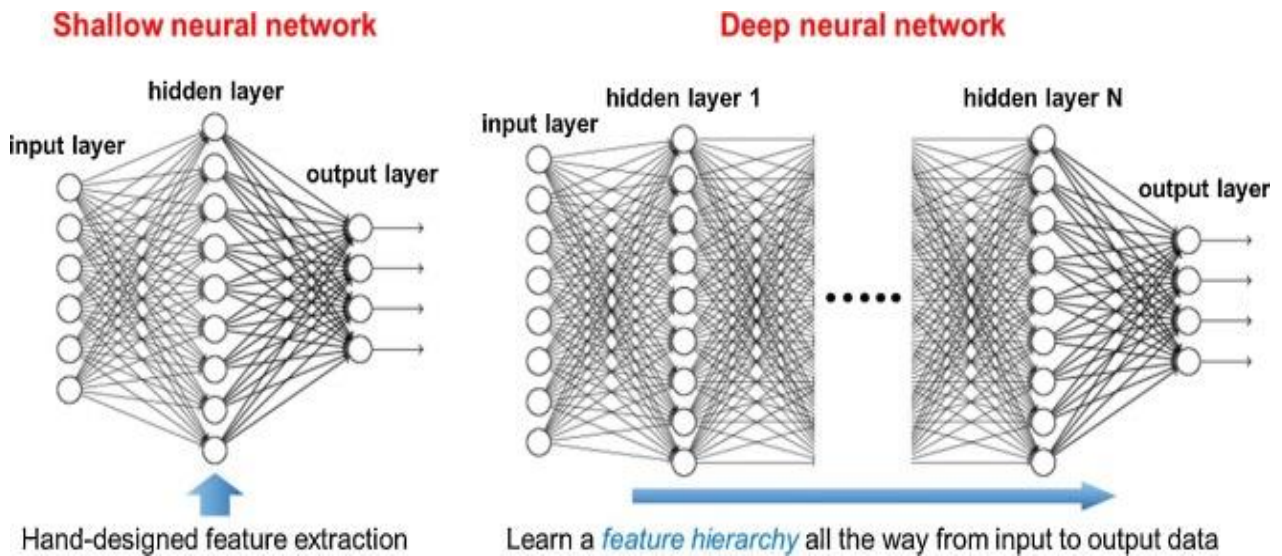 Shallow neural network
hidden layer
input layer
output layer
Hand-designed feature extraction
Deep neural network
hidden layer 1
hidden layer N
input layer
output layer
Learn a feature hierarchy all the way from input to output data